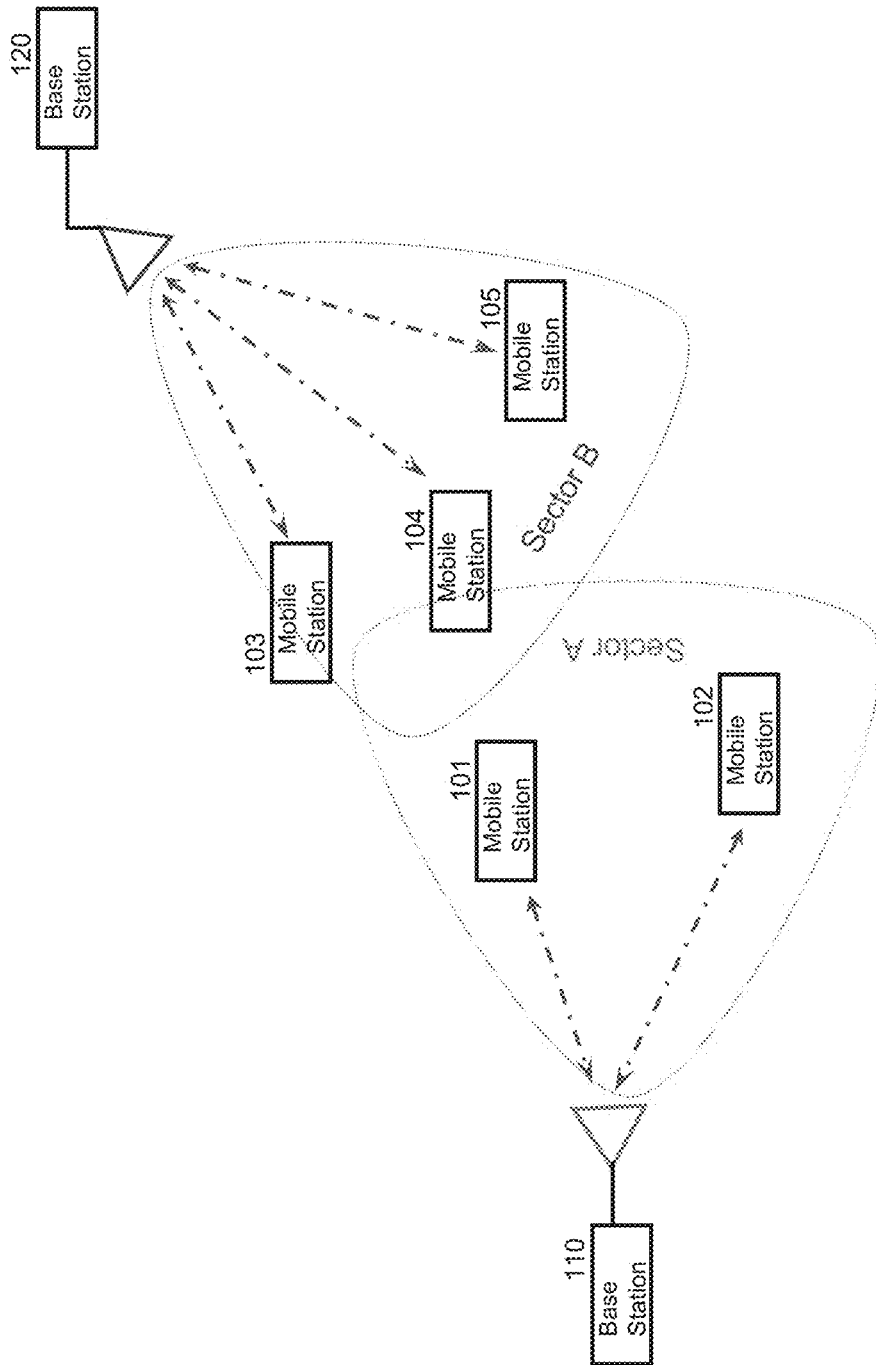 120
Base
Station
105
Mobile
Station
Sector B
104
Mobile
Station
103
Mobile
Station
Sector A
102
Mobile
Station
101
Mobile
Station
110
Base
Station